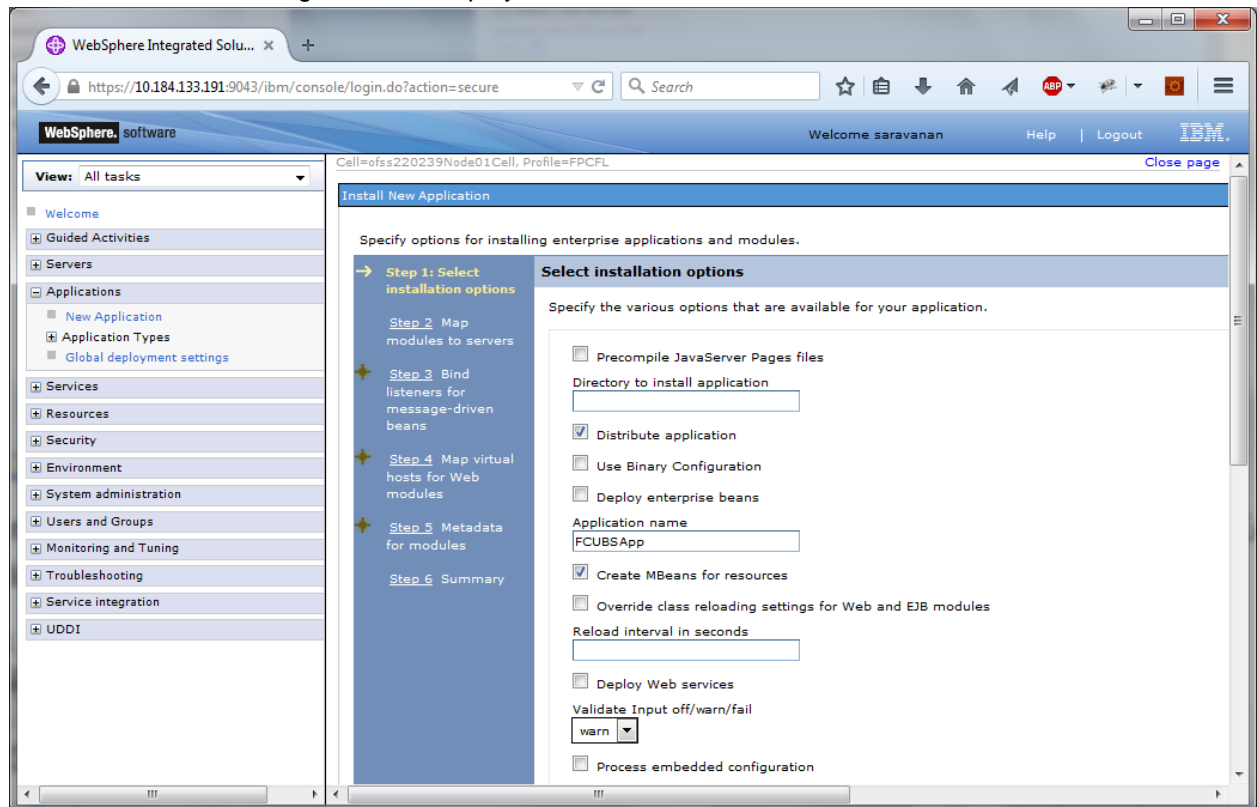 WebSphere Integrated Solu... × +
https://10.184.133.191:9043/ibm/console/login.do?action=secure
Search
ABP
WebSphere. software
Welcome saravanan
Help | Logout
IBM.
View: All tasks
Welcome
Guided Activities
Servers
Applications
New Application
Application Types
Global deployment settings
Services
Resources
Security
Environment
System administration
Users and Groups
Monitoring and Tuning
Troubleshooting
Service integration
UDDI
Cell=ofss220239Node01Cell, Profile=FPCFL
Close page
Install New Application
Specify options for installing enterprise applications and modules.
Step 1: Select
installation options
Step 2 Map
modules to servers
Step 3 Bind
listeners for
message-driven
beans
Step 4 Map virtual
hosts for Web
modules
Step 5 Metadata
for modules
Step 6 Summary
Select installation options
Specify the various options that are available for your application.
Precompile JavaServer Pages files
Directory to install application
Distribute application
Use Binary Configuration
Deploy enterprise beans
Application name
FCUBSApp
Create MBeans for resources
Override class reloading settings for Web and EJB modules
Reload interval in seconds
Deploy Web services
Validate Input off/warn/fail
warn
Process embedded configuration